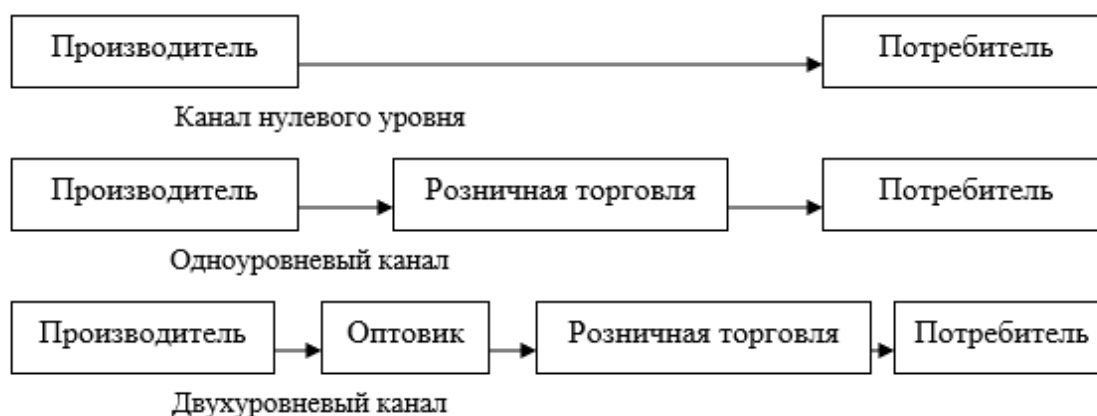 Производитель Потребитель
Канал нулевого уровня
Производитель Розничная торговля Потребитель
Одноуровневый канал
Производитель Оптовик Розничная торговля Потребитель
Двухуровневый канал